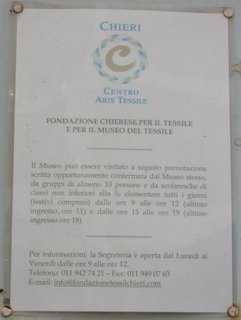 CHIERI
C
CENTRO
ARTE TESSILE
FONDAZIONE CHIERESE PER IL TESSILE
E PER IL MUSEO DEL TESSILE
Il Museo può essere visitato a seguito prenotazione
scritta opportunamente confermata dal Museo stesso,
da gruppi di almeno 10 persone e da scolaresche di
classi non inferiori alla 5a elementare tutti i giorni
(festivi compresi) dalle ore 9 alle ore 12 (ultimo
ingresso, ore 11) e dalle ore 15 alle ore 19 (ultimo
ingresso ore 18).
Per informazioni, la Segreteria è aperta dal Lunedì al
Venerdì dalle ore 9 alle ore 12.
Telefono: 011 942 74 21 – Fax: 011 949 07 63
E-mail: info@fondazionetessilchieri.com